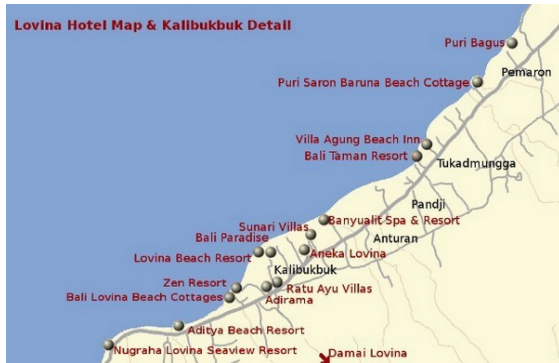 Lovina Hotel Map & Kalibukbuk Detail
Puri Bagus
Pemaron
Puri Saron Baruna Beach Cottage
Villa Agung Beach Inn
Bali Taman Resort
Tukadmungga
Pandji
Banyualit Spa & Resort
Sunari Villas
Anturan
Bali Paradise
Aneka Lovina
Lovina Beach Resort
Kalibukbuk
Zen Resort
Ratu Ayu Villas
Bali Lovina Beach Cottages
Adirama
Aditya Beach Resort
Nugraha Lovina Seaview Resort
Damai Lovina